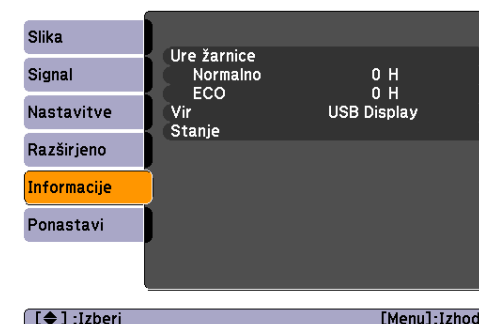 Slika
Signal
Nastavitve
Razširjeno
Informacije
Ponastavi
Ure žarnice
Normalno 0 H
ECO 0 H
Vir USB Display
Stanje
[◆] :Izberi [Menu]:Izhod